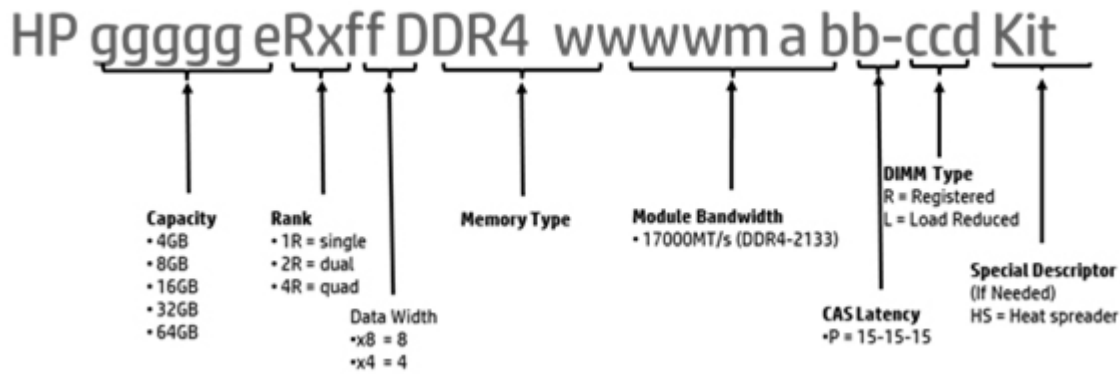 HP ggggg eRxff DDR4 wwwwm a bb-ccd Kit
Capacity
• 4GB
• 8GB
• 16GB
• 32GB
• 64GB
Rank
• 1R = single
• 2R = dual
• 4R = quad
Data Width
•x8 = 8
•x4 = 4
Memory Type
Module Bandwidth
• 17000MT/s (DDR4-2133)
CAS Latency
•P = 15-15-15
DIMM Type
R = Registered
L = Load Reduced
Special Descriptor
(If Needed)
HS = Heat spreader